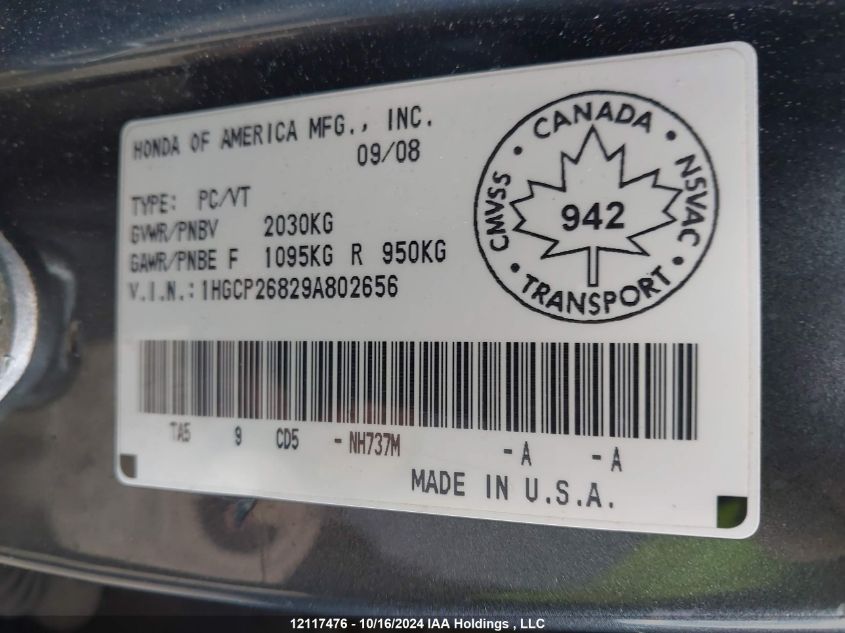 HONDA OF AMERICA MFG., INC.
09/08
TYPE: PC/VT
GVWR/PNBV 2030KG
GAWR/PNBE F 1095KG R 950KG
V.I.N.:1HGCP26829A802656
CANADA
CMVSS
NSVAC
942
TRANSPORT
TA5 9 CD5 - NH737M - A - A
MADE IN U.S.A.
12117476 - 10/16/2024 IAA Holdings , LLC